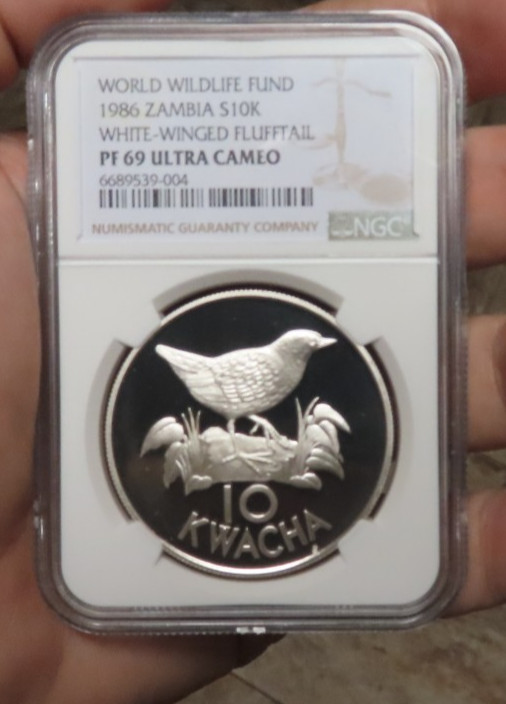 WORLD WILDLIFE FUND
1986 ZAMBIA S10K
WHITE-WINGED FLUFFTAIL
PF 69 ULTRA CAMEO
6689539-004
NUMISMATIC GUARANTY COMPANY
NGC
10
KWACHA